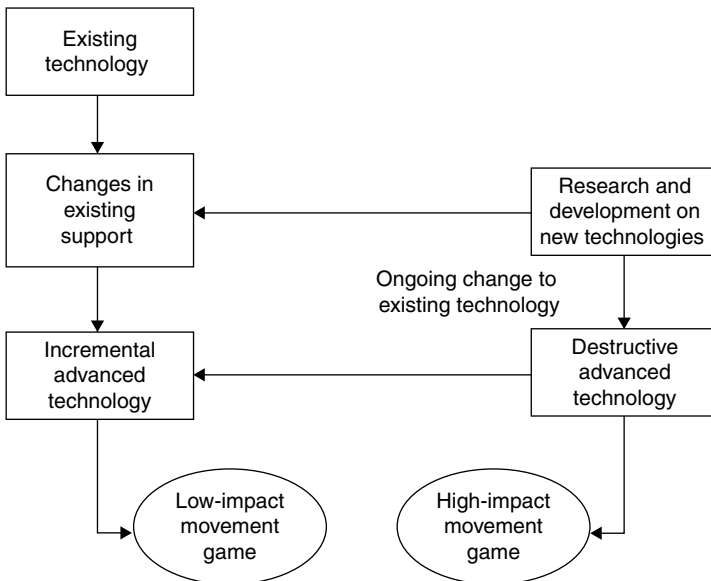 Existing
technology
Changes in
existing
support
Research and
development on
new technologies
Ongoing change to
existing technology
Incremental
advanced
technology
Destructive
advanced
technology
Low-impact
movement
game
High-impact
movement
game